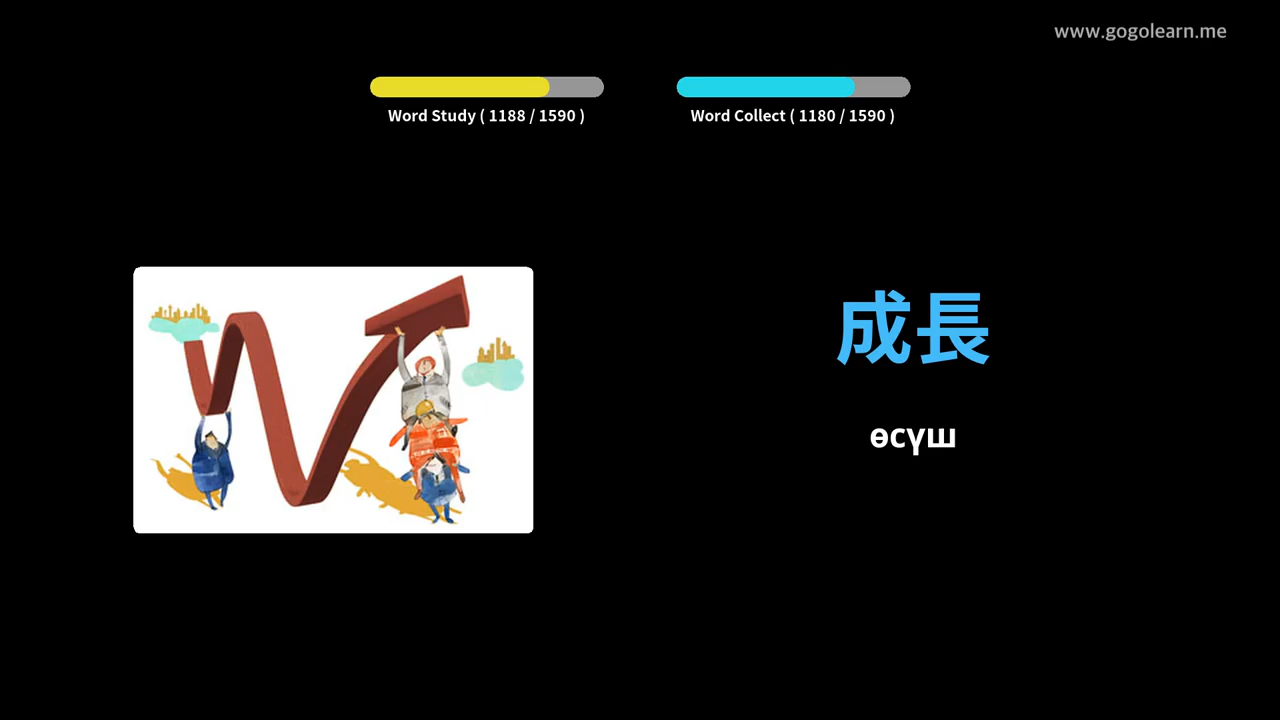 www.gogolearn.me
Word Study ( 1188 / 1590 )
Word Collect ( 1180 / 1590 )
成長
өсүш